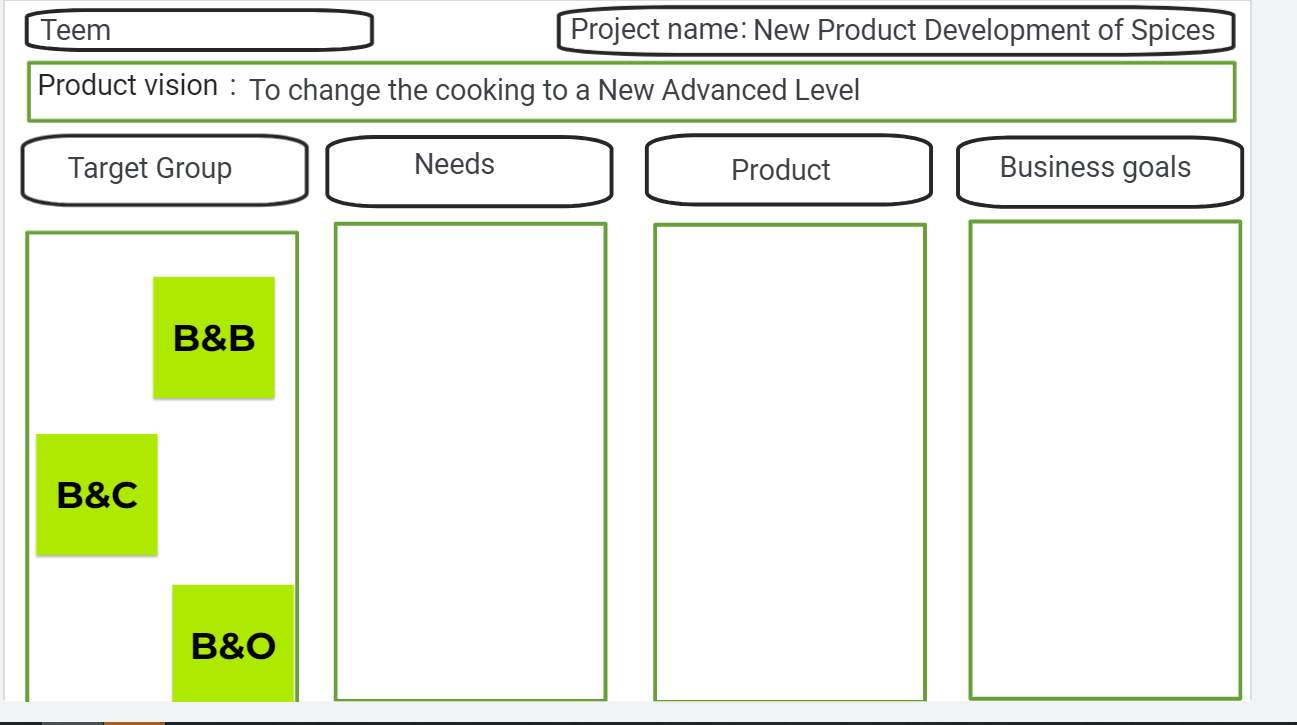 Teem
Project name: New Product Development of Spices
Product vision : To change the cooking to a New Advanced Level
Target Group
Needs
Product
Business goals
B&B
B&C
B&O